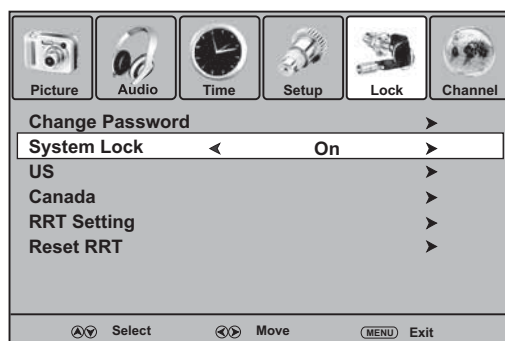 Picture Audio Time Setup Lock Channel
Change Password
System Lock On
US
Canada
RRT Setting
Reset RRT
Select Move MENU Exit